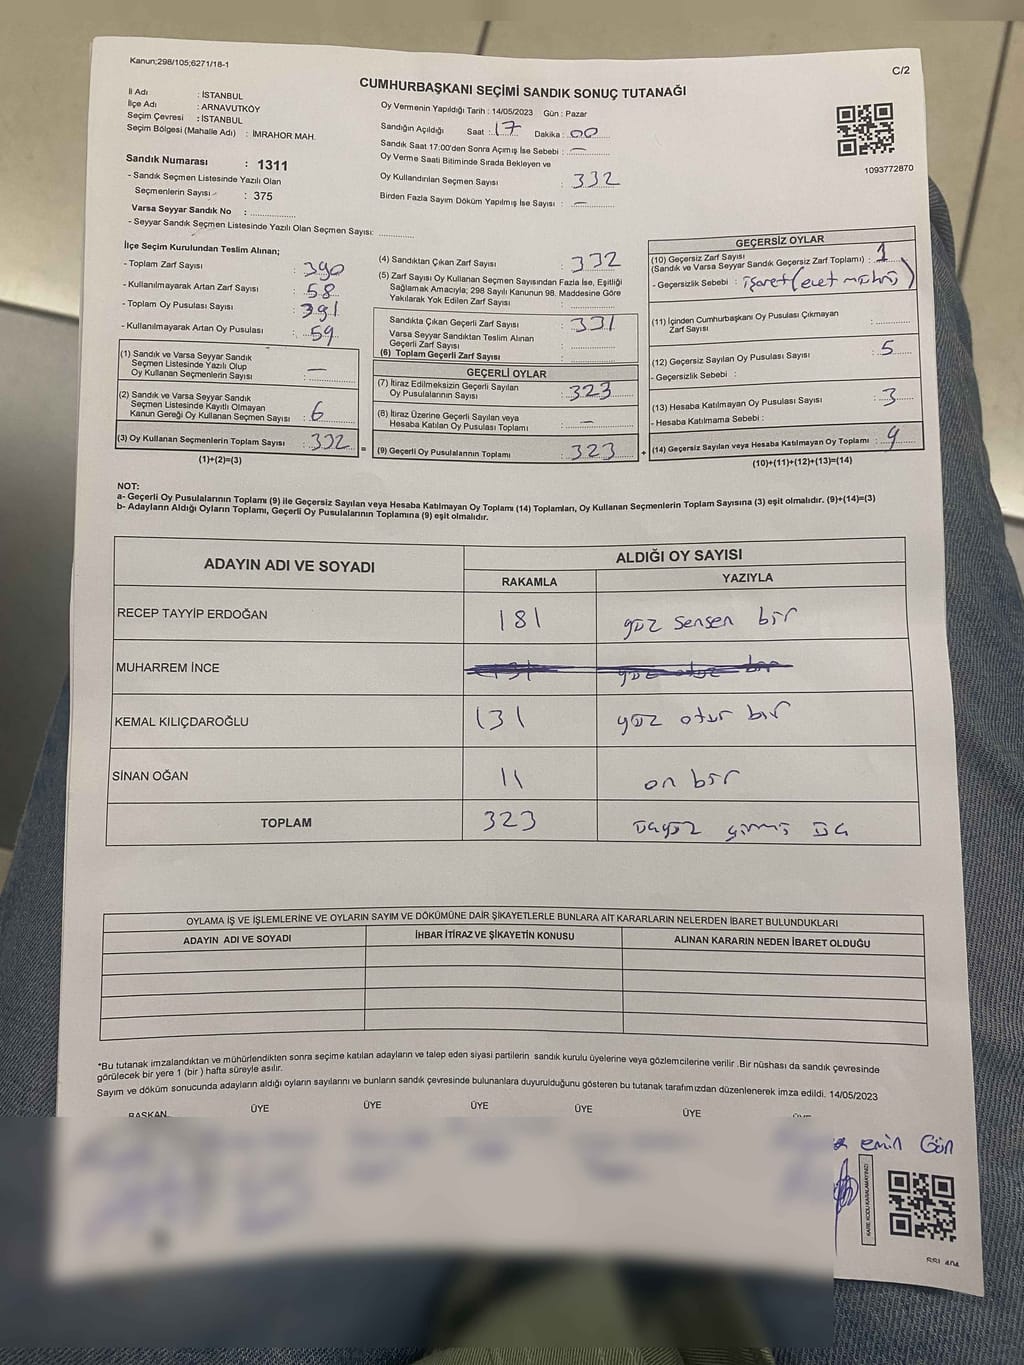 Kanun;298/105;6271/18-1
C/2
CUMHURBAŞKANI SEÇİMİ SANDIK SONUÇ TUTANAĞI
İl Adı : İSTANBUL
İlçe Adı : ARNAVUTKÖY
Seçim Çevresi : İSTANBUL
Seçim Bölgesi (Mahalle Adı) : İMRAHOR MAH.
Sandık Numarası : 1311
- Sandık Seçmen Listesinde Yazılı Olan
Seçmenlerin Sayısı : 375
Varsa Seyyar Sandık No : ..............
- Seyyar Sandık Seçmen Listesinde Yazılı Olan Seçmen Sayısı: ............
Oy Vermenin Yapıldığı Tarih : 14/05/2023 Gün : Pazar
Sandığın Açıldığı Saat : 17 Dakika : 00
Sandık Saat 17:00'den Sonra Açımış İse Sebebi : —
Oy Verme Saati Bitiminde Sırada Bekleyen ve
Oy Kullandırılan Seçmen Sayısı : 332
Birden Fazla Sayım Döküm Yapılmış İse Sayısı : —
1093772870
İlçe Seçim Kurulundan Teslim Alınan;
- Toplam Zarf Sayısı : 390
- Kullanılmayarak Artan Zarf Sayısı : 58
- Toplam Oy Pusulası Sayısı : 391
- Kullanılmayarak Artan Oy Pusulası : 59
(1) Sandık ve Varsa Seyyar Sandık
Seçmen Listesinde Yazılı Olup
Oy Kullanan Seçmenlerin Sayısı : —
(2) Sandık ve Varsa Seyyar Sandık
Seçmen Listesinde Kayıtlı Olmayan
Kanun Gereği Oy Kullanan Seçmen Sayısı : 6
(3) Oy Kullanan Seçmenlerin Toplam Sayısı : 332 =
(1)+(2)=(3)
(4) Sandıktan Çıkan Zarf Sayısı : 332
(5) Zarf Sayısı Oy Kullanan Seçmen Sayısından Fazla İse, Eşitliği
Sağlamak Amacıyla; 298 Sayılı Kanunun 98. Maddesine Göre
Yakılarak Yok Edilen Zarf Sayısı : ............
Sandıkta Çıkan Geçerli Zarf Sayısı : 331
Varsa Seyyar Sandıktan Teslim Alınan
Geçerli Zarf Sayısı : ............
(6) Toplam Geçerli Zarf Sayısı : ............
GEÇERLİ OYLAR
(7) İtiraz Edilmeksizin Geçerli Sayılan
Oy Pusulalarının Sayısı : 323
(8) İtiraz Üzerine Geçerli Sayılan veya
Hesaba Katılan Oy Pusulası Toplamı : —
(9) Geçerli Oy Pusulalarının Toplamı : 323 +
GEÇERSİZ OYLAR
(10) Geçersiz Zarf Sayısı
(Sandık ve Varsa Seyyar Sandık Geçersiz Zarf Toplamı) : 1
- Geçersizlik Sebebi : işaret (evet mührü)
(11) İçinden Cumhurbaşkanı Oy Pusulası Çıkmayan
Zarf Sayısı : ............
(12) Geçersiz Sayılan Oy Pusulası Sayısı : 5
- Geçersizlik Sebebi :
(13) Hesaba Katılmayan Oy Pusulası Sayısı : 3
- Hesaba Katılmama Sebebi :
(14) Geçersiz Sayılan veya Hesaba Katılmayan Oy Toplamı : 9
(10)+(11)+(12)+(13)=(14)
NOT:
a- Geçerli Oy Pusulalarının Toplamı (9) ile Geçersiz Sayılan veya Hesaba Katılmayan Oy Toplamı (14) Toplamları, Oy Kullanan Seçmenlerin Toplam Sayısına (3) eşit olmalıdır. (9)+(14)=(3)
b- Adayların Aldığı Oyların Toplamı, Geçerli Oy Pusulalarının Toplamına (9) eşit olmalıdır.
ADAYIN ADI VE SOYADI ALDIĞI OY SAYISI
RAKAMLA YAZIYLA
RECEP TAYYİP ERDOĞAN 181 yüz seksen bir
MUHARREM İNCE 131 yüz otuz bir
KEMAL KILIÇDAROĞLU 131 yüz otuz bir
SİNAN OĞAN 11 on bir
TOPLAM 323 üçyüz yirmi üç
OYLAMA İŞ VE İŞLEMLERİNE VE OYLARIN SAYIM VE DÖKÜMÜNE DAİR ŞİKAYETLERLE BUNLARA AİT KARARLARIN NELERDEN İBARET BULUNDUKLARI
ADAYIN ADI VE SOYADI İHBAR İTİRAZ VE ŞİKAYETİN KONUSU ALINAN KARARIN NEDEN İBARET OLDUĞU
*Bu tutanak imzalandıktan ve mühürlendikten sonra seçime katılan adayların ve talep eden siyasi partilerin sandık kurulu üyelerine veya gözlemcilerine verilir .Bir nüshası da sandık çevresinde
görülecek bir yere 1 (bir ) hafta süreyle asılır.
Sayım ve döküm sonucunda adayların aldığı oyların sayılarını ve bunların sandık çevresinde bulunanlara duyurulduğunu gösteren bu tutanak tarafımızdan düzenlenerek imza edildi. 14/05/2023
BAŞKAN ÜYE ÜYE ÜYE ÜYE ÜYE
emin Gön
KARE KODU KARALAMAYINIZ!